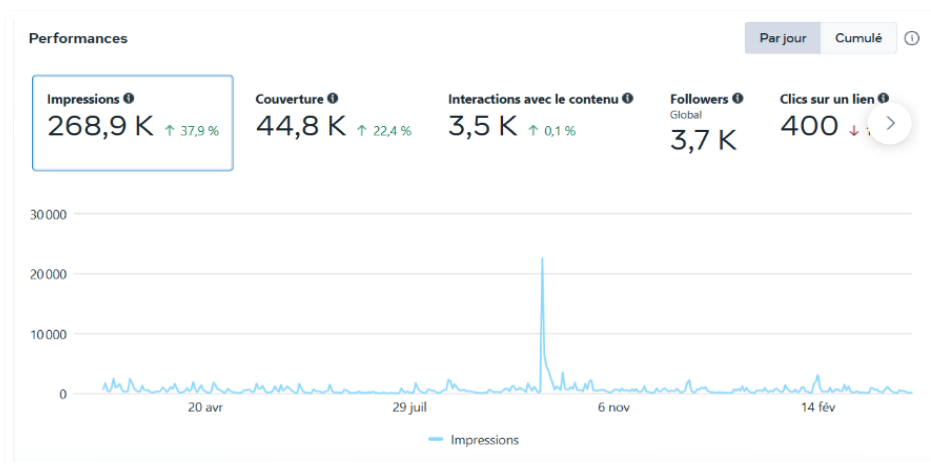 Performances
Par jour
Cumulé
Impressions
268,9 K ↑ 37,9 %
Couverture
44,8 K ↑ 22,4 %
Interactions avec le contenu
3,5 K ↑ 0,1 %
Followers
Global
3,7 K
Clics sur un lien
400 ↓
30 000
20 000
10 000
0
20 avr
29 juil
6 nov
14 fév
Impressions